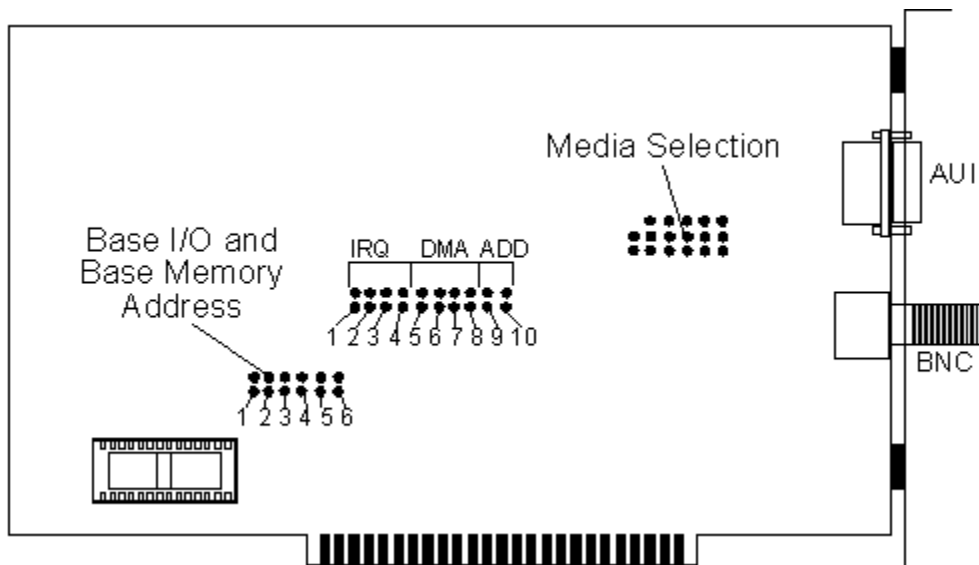 Media Selection
AUI
Base I/O and
Base Memory
Address
IRQ DMA ADD
1 2 3 4 5 6 7 8 9 10
BNC
1 2 3 4 5 6